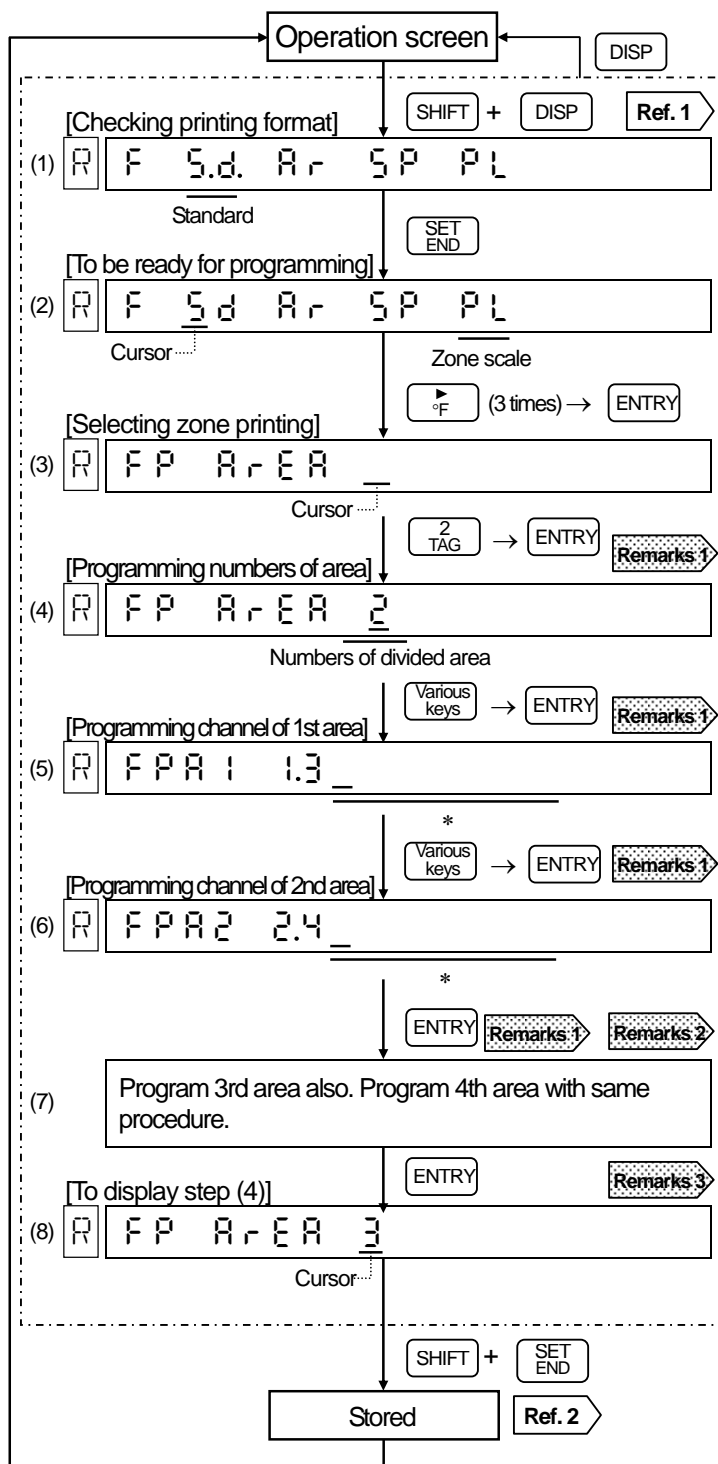 Operation screen
DISP
SHIFT + DISP Ref. 1
[Checking printing format]
(1) R F S.d. Ar SP PL
Standard
SET
END
[To be ready for programming]
(2) R F Sd Ar SP PL
Cursor
Zone scale
►
°F (3 times) → ENTRY
[Selecting zone printing]
(3) R FP ArEA _
Cursor
2
TAG → ENTRY Remarks 1
[Programming numbers of area]
(4) R FP ArEA 2
Numbers of divided area
Various
keys → ENTRY Remarks 1
[Programming channel of 1st area]
(5) R FPA1 1.3_
*
Various
keys → ENTRY Remarks 1
[Programming channel of 2nd area]
(6) R FPA2 2.4_
*
ENTRY Remarks 1 Remarks 2
(7) Program 3rd area also. Program 4th area with same
procedure.
ENTRY Remarks 3
[To display step (4)]
(8) R FP ArEA 3
Cursor
SHIFT + SET
END
Stored Ref. 2